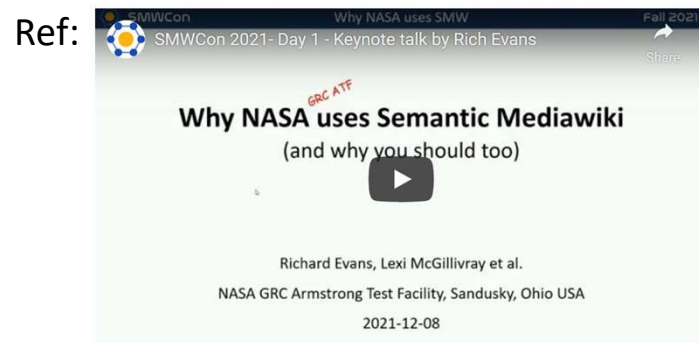 Ref:
SMWCon Why NASA uses SMW Fall 2021
SMWCon 2021- Day 1 - Keynote talk by Rich Evans
Share
GRC ATF
Why NASA uses Semantic Mediawiki
(and why you should too)
Richard Evans, Lexi McGillivray et al.
NASA GRC Armstrong Test Facility, Sandusky, Ohio USA
2021-12-08